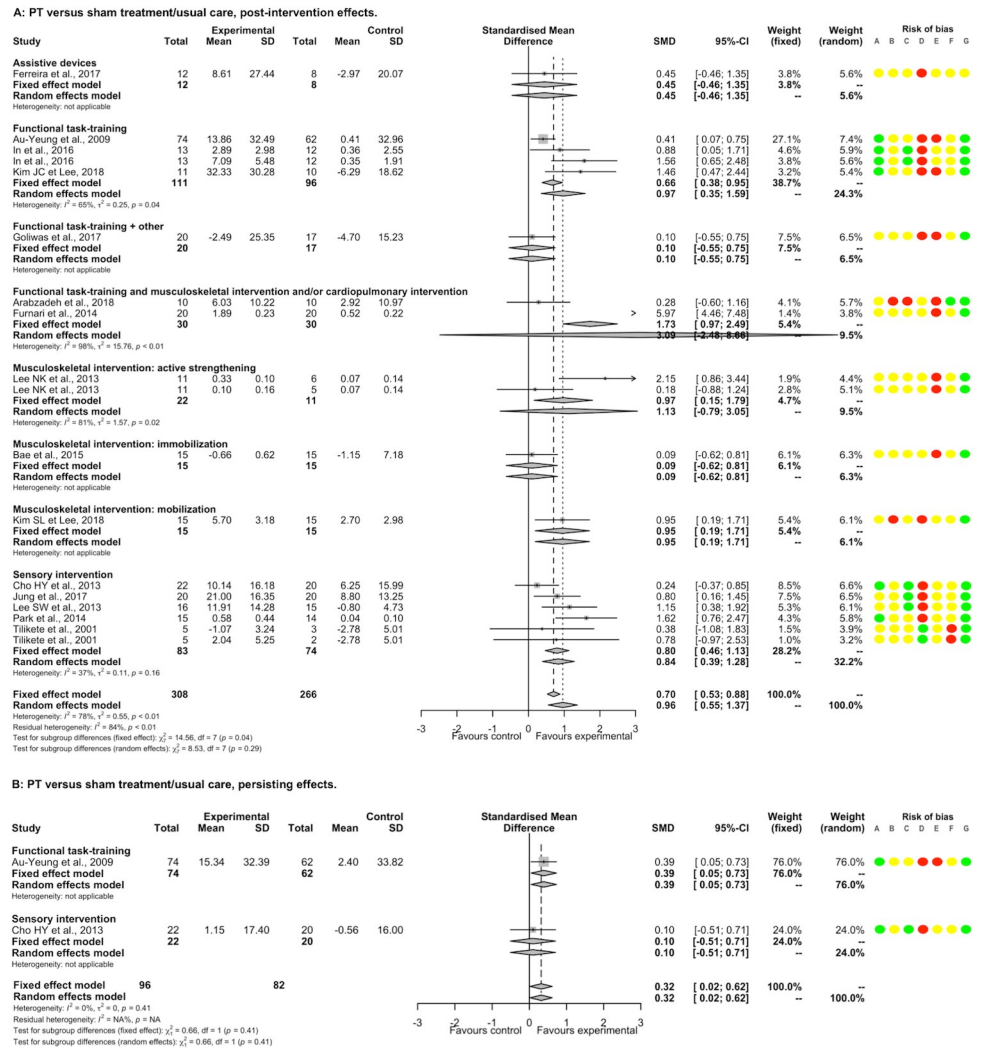 A: PT versus sham treatment/usual care, post-intervention effects.
Experimental Control Standardised Mean Weight Weight Risk of bias
Study Total Mean SD Total Mean SD Difference SMD 95%-CI (fixed) (random) A B C D E F G
Assistive devices
Ferreira et al., 2017 12 8.61 27.44 8 -2.97 20.07 0.45 [-0.46; 1.35] 3.8% 5.6%
Fixed effect model 12 8 0.45 [-0.46; 1.35] 3.8% --
Random effects model 0.45 [-0.46; 1.35] -- 5.6%
Heterogeneity: not applicable
Functional task-training
Au-Yeung et al., 2009 74 13.86 32.49 62 0.41 32.96 0.41 [ 0.07; 0.75] 27.1% 7.4%
In et al., 2016 13 2.89 2.98 12 0.36 2.55 0.88 [ 0.05; 1.71] 4.6% 5.9%
In et al., 2016 13 7.09 5.48 12 0.35 1.91 1.56 [ 0.65; 2.48] 3.8% 5.6%
Kim JC et Lee, 2018 11 32.33 30.28 10 -6.29 18.62 1.46 [ 0.47; 2.44] 3.2% 5.4%
Fixed effect model 111 96 0.66 [ 0.38; 0.95] 38.7% --
Random effects model 0.97 [ 0.35; 1.59] -- 24.3%
Heterogeneity: I² = 65%, τ² = 0.25, p = 0.04
Functional task-training + other
Goliwas et al., 2017 20 -2.49 25.35 17 -4.70 15.23 0.10 [-0.55; 0.75] 7.5% 6.5%
Fixed effect model 20 17 0.10 [-0.55; 0.75] 7.5% --
Random effects model 0.10 [-0.55; 0.75] -- 6.5%
Heterogeneity: not applicable
Functional task-training and musculoskeletal intervention and/or cardiopulmonary intervention
Arabzadeh et al., 2018 10 6.03 10.22 10 2.92 10.97 0.28 [-0.60; 1.16] 4.1% 5.7%
Furnari et al., 2014 20 1.89 0.23 20 0.52 0.22 5.97 [ 4.46; 7.48] 1.4% 3.8%
Fixed effect model 30 30 1.73 [ 0.97; 2.49] 5.4% --
Random effects model 3.09 [-2.48; 8.66] -- 9.5%
Heterogeneity: I² = 98%, τ² = 15.76, p < 0.01
Musculoskeletal intervention: active strengthening
Lee NK et al., 2013 11 0.33 0.10 6 0.07 0.14 2.15 [ 0.86; 3.44] 1.9% 4.4%
Lee NK et al., 2013 11 0.10 0.16 5 0.07 0.14 0.18 [-0.88; 1.24] 2.8% 5.1%
Fixed effect model 22 11 0.97 [ 0.15; 1.79] 4.7% --
Random effects model 1.13 [-0.79; 3.05] -- 9.5%
Heterogeneity: I² = 81%, τ² = 1.57, p = 0.02
Musculoskeletal intervention: immobilization
Bae et al., 2015 15 -0.66 0.62 15 -1.15 7.18 0.09 [-0.62; 0.81] 6.1% 6.3%
Fixed effect model 15 15 0.09 [-0.62; 0.81] 6.1% --
Random effects model 0.09 [-0.62; 0.81] -- 6.3%
Heterogeneity: not applicable
Musculoskeletal intervention: mobilization
Kim SL et Lee, 2018 15 5.70 3.18 15 2.70 2.98 0.95 [ 0.19; 1.71] 5.4% 6.1%
Fixed effect model 15 15 0.95 [ 0.19; 1.71] 5.4% --
Random effects model 0.95 [ 0.19; 1.71] -- 6.1%
Heterogeneity: not applicable
Sensory intervention
Cho HY et al., 2013 22 10.14 16.18 20 6.25 15.99 0.24 [-0.37; 0.85] 8.5% 6.6%
Jung et al., 2017 20 21.00 16.35 20 8.80 13.25 0.80 [ 0.16; 1.45] 7.5% 6.5%
Lee SW et al., 2013 16 11.91 14.28 15 -0.80 4.73 1.15 [ 0.38; 1.92] 5.3% 6.1%
Park et al., 2014 15 0.58 0.44 14 0.04 0.10 1.62 [ 0.76; 2.47] 4.3% 5.8%
Tilikete et al., 2001 5 -1.07 3.24 3 -2.78 5.01 0.38 [-1.08; 1.83] 1.5% 3.9%
Tilikete et al., 2001 5 2.04 5.25 2 -2.78 5.01 0.78 [-0.97; 2.53] 1.0% 3.2%
Fixed effect model 83 74 0.80 [ 0.46; 1.13] 28.2% --
Random effects model 0.84 [ 0.39; 1.28] -- 32.2%
Heterogeneity: I² = 37%, τ² = 0.11, p = 0.16
Fixed effect model 308 266 0.70 [ 0.53; 0.88] 100.0% --
Random effects model 0.96 [ 0.55; 1.37] -- 100.0%
Heterogeneity: I² = 78%, τ² = 0.55, p < 0.01
Residual heterogeneity: I² = 84%, p < 0.01
-3 -2 -1 0 1 2 3
Test for subgroup differences (fixed effect): χ²₇ = 14.56, df = 7 (p = 0.04)
Favours control Favours experimental
Test for subgroup differences (random effects): χ²₇ = 8.53, df = 7 (p = 0.29)
B: PT versus sham treatment/usual care, persisting effects.
Experimental Control Standardised Mean Weight Weight Risk of bias
Study Total Mean SD Total Mean SD Difference SMD 95%-CI (fixed) (random) A B C D E F G
Functional task-training
Au-Yeung et al., 2009 74 15.34 32.39 62 2.40 33.82 0.39 [ 0.05; 0.73] 76.0% 76.0%
Fixed effect model 74 62 0.39 [ 0.05; 0.73] 76.0% --
Random effects model 0.39 [ 0.05; 0.73] -- 76.0%
Heterogeneity: not applicable
Sensory intervention
Cho HY et al., 2013 22 1.15 17.40 20 -0.56 16.00 0.10 [-0.51; 0.71] 24.0% 24.0%
Fixed effect model 22 20 0.10 [-0.51; 0.71] 24.0% --
Random effects model 0.10 [-0.51; 0.71] -- 24.0%
Heterogeneity: not applicable
Fixed effect model 96 82 0.32 [ 0.02; 0.62] 100.0% --
Random effects model 0.32 [ 0.02; 0.62] -- 100.0%
Heterogeneity: I² = 0%, τ² = 0, p = 0.41
Residual heterogeneity: I² = NA%, p = NA
-3 -2 -1 0 1 2 3
Test for subgroup differences (fixed effect): χ²₁ = 0.66, df = 1 (p = 0.41)
Favours control Favours experimental
Test for subgroup differences (random effects): χ²₁ = 0.66, df = 1 (p = 0.41)